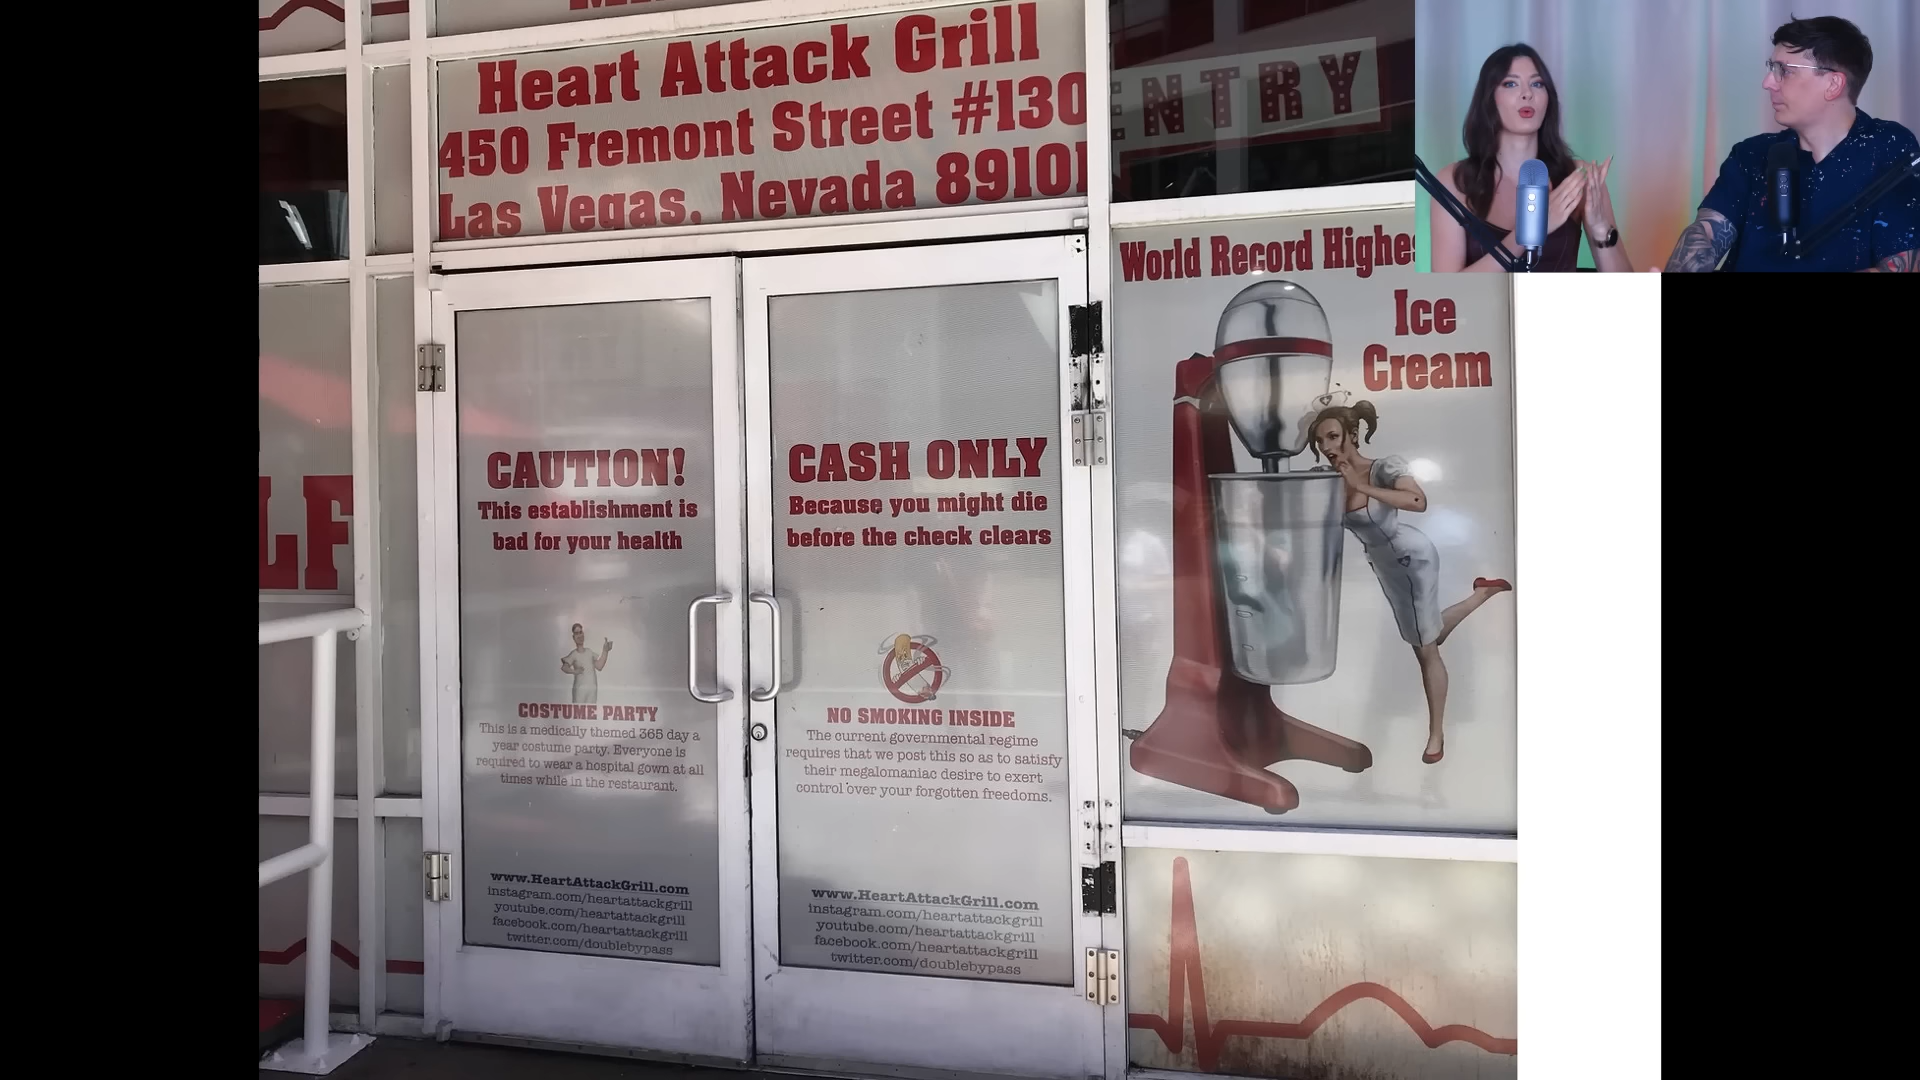 Heart Attack Grill
450 Fremont Street #130
Las Vegas, Nevada 89101
ENTRY
World Record
Ice
Cream
LF
CAUTION!
This establishment is
bad for your health
COSTUME PARTY
This is a medically themed 365 day a
year costume party. Everyone is
required to wear a hospital gown at all
times while in the restaurant.
www.HeartAttackGrill.com
instagram.com/heartattackgrill
youtube.com/heartattackgrill
facebook.com/heartattackgrill
twitter.com/doublebypass
CASH ONLY
Because you might die
before the check clears
NO SMOKING INSIDE
The current governmental regime
requires that we post this so as to satisfy
their megalomaniac desire to exert
control over your forgotten freedoms.
www.HeartAttackGrill.com
instagram.com/heartattackgrill
youtube.com/heartattackgrill
facebook.com/heartattackgrill
twitter.com/doublebypass